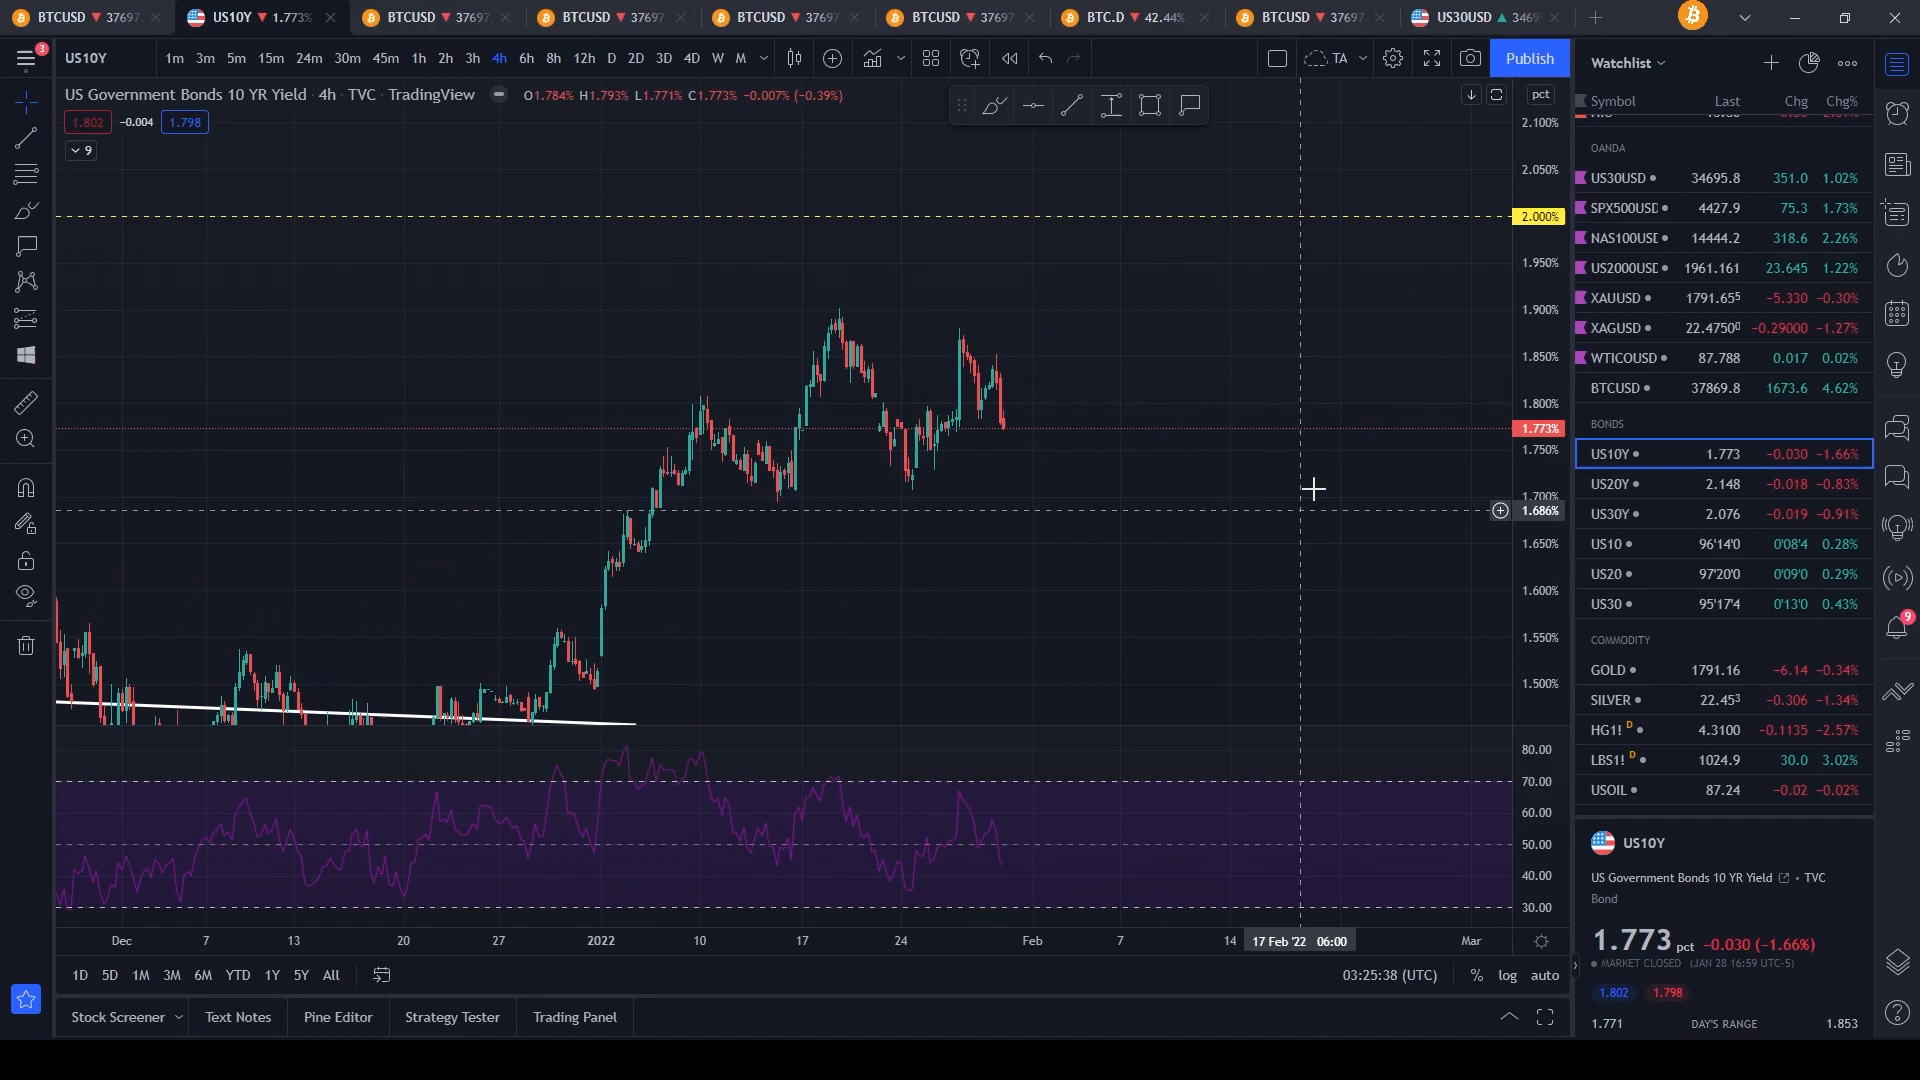 BTCUSD ▼ 37697 US10Y ▼ 1.773% BTCUSD ▼ 37697 BTCUSD ▼ 37697 BTCUSD ▼ 37697 BTCUSD ▼ 37697 BTC.D ▼ 42.44% BTCUSD ▼ 37697 US30USD ▲ 3469
3 US10Y 1m 3m 5m 15m 24m 30m 45m 1h 2h 3h 4h 6h 8h 12h D 2D 3D 4D W M TA Publish
US Government Bonds 10 YR Yield · 4h · TVC · TradingView O1.784% H1.793% L1.771% C1.773% −0.007% (−0.39%)
1.802 −0.004 1.798
9
pct
2.100%
2.050%
2.000%
1.950%
1.900%
1.850%
1.800%
1.773%
1.750%
1.700%
1.686%
1.650%
1.600%
1.550%
1.500%
80.00
70.00
60.00
50.00
40.00
30.00
Dec 7 13 20 27 2022 10 17 24 Feb 7 14 17 Feb '22 06:00 Mar
1D 5D 1M 3M 6M YTD 1Y 5Y All 03:25:38 (UTC) % log auto
Stock Screener Text Notes Pine Editor Strategy Tester Trading Panel
Watchlist
Symbol Last Chg Chg%
OANDA
US30USD 34695.8 351.0 1.02%
SPX500USD 4427.9 75.3 1.73%
NAS100USD 14444.2 318.6 2.26%
US2000USD 1961.161 23.645 1.22%
XAUUSD 1791.655 −5.330 −0.30%
XAGUSD 22.47500 −0.29000 −1.27%
WTICOUSD 87.788 0.017 0.02%
BTCUSD 37869.8 1673.6 4.62%
BONDS
US10Y 1.773 −0.030 −1.66%
US20Y 2.148 −0.018 −0.83%
US30Y 2.076 −0.019 −0.91%
US10 96'14'0 0'08'4 0.28%
US20 97'20'0 0'09'0 0.29%
US30 95'17'4 0'13'0 0.43%
COMMODITY
GOLD 1791.16 −6.14 −0.34%
SILVER 22.453 −0.306 −1.34%
HG1! D 4.3100 −0.1135 −2.57%
LBS1! D 1024.9 30.0 3.02%
USOIL 87.24 −0.02 −0.02%
US10Y
US Government Bonds 10 YR Yield • TVC
Bond
1.773 pct −0.030 (−1.66%)
MARKET CLOSED (JAN 28 16:59 UTC-5)
1.802 1.798
1.771 DAY'S RANGE 1.853
9